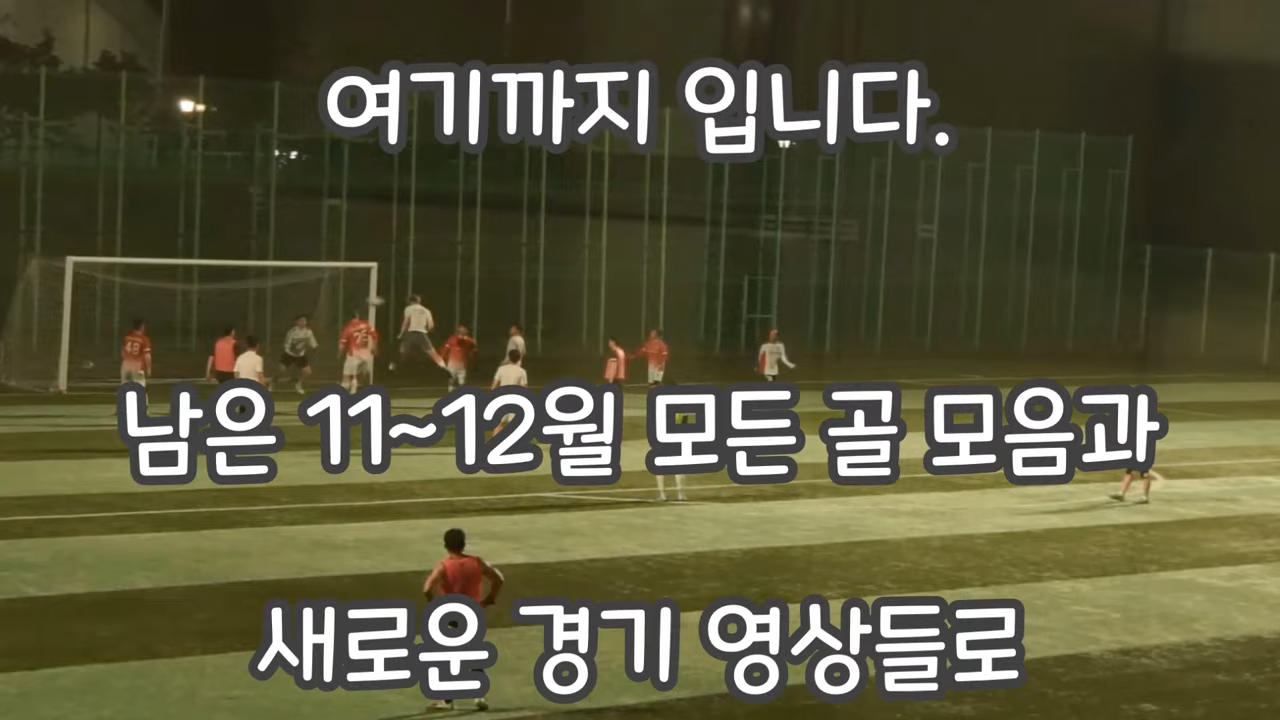 여기까지 입니다.
48
남은 11~12월 모든 골 모음과
새로운 경기 영상들로